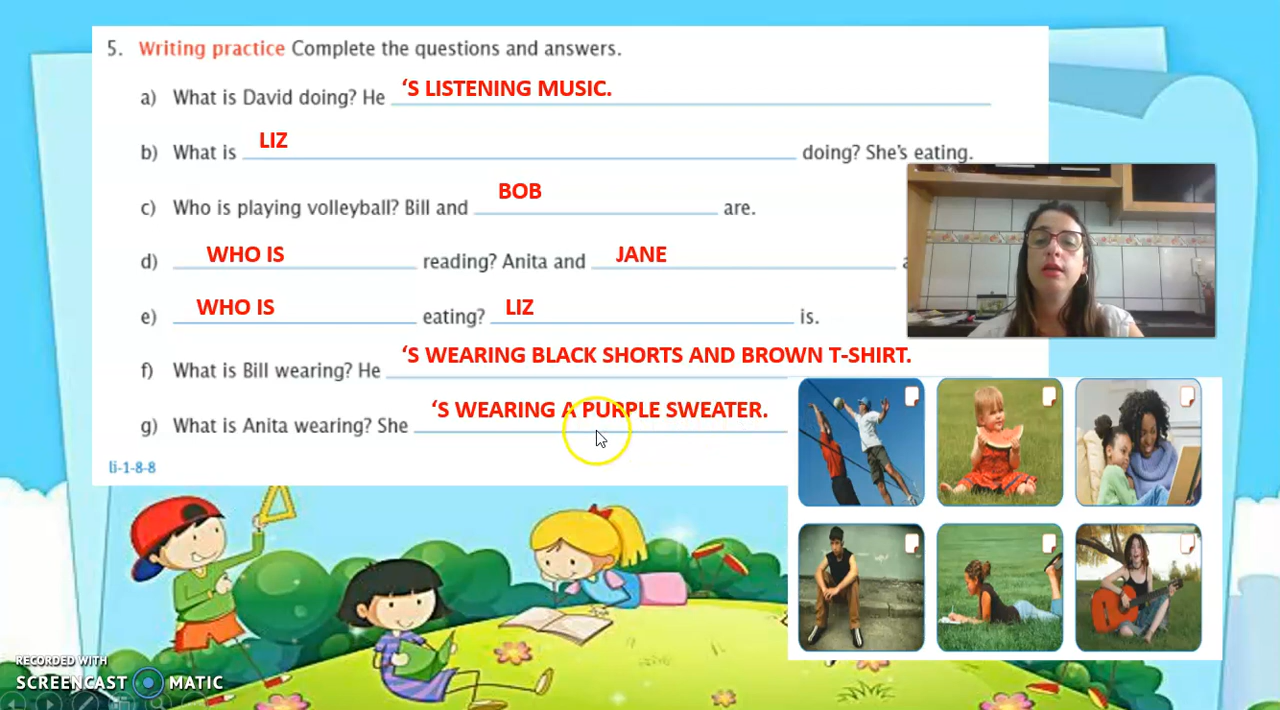 5. Writing practice Complete the questions and answers.
a) What is David doing? He 'S LISTENING MUSIC.
b) What is LIZ doing? She's eating.
c) Who is playing volleyball? Bill and BOB are.
d) WHO IS reading? Anita and JANE
e) WHO IS eating? LIZ is.
f) What is Bill wearing? He 'S WEARING BLACK SHORTS AND BROWN T-SHIRT.
g) What is Anita wearing? She 'S WEARING A PURPLE SWEATER.
li-1-8-8
RECORDED WITH
SCREENCAST MATIC